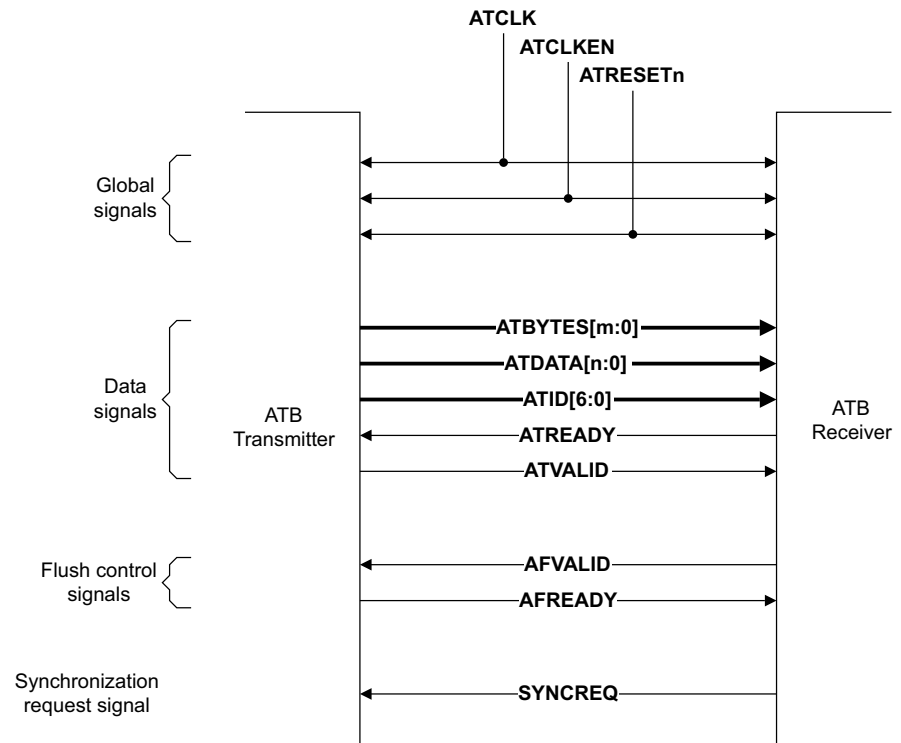 ATCLK
ATCLKEN
ATRESETn
Global
signals
ATBYTES[m:0]
ATDATA[n:0]
Data
signals
ATID[6:0]
ATB
Transmitter
ATB
Receiver
ATREADY
ATVALID
Flush control
signals
AFVALID
AFREADY
Synchronization
request signal
SYNCREQ